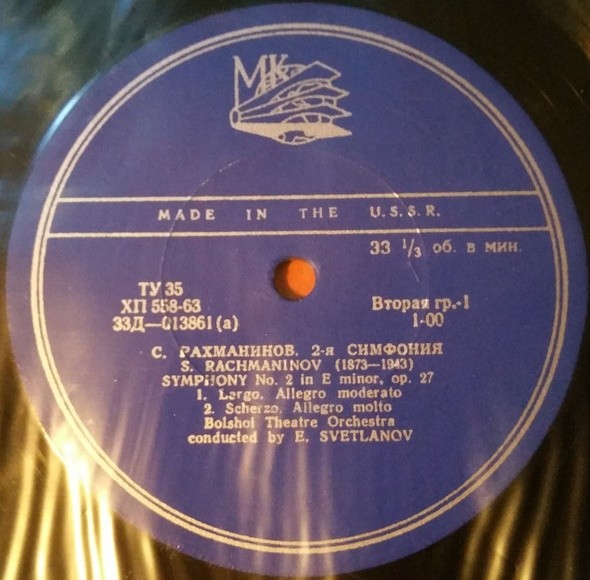 МК
MADE IN THE U.S.S.R.
33 1/3 об. в мин.
ТУ 35
ХП 558-63
33Д—013861 (а)
Вторая гр.-1
1-00
С. РАХМАНИНОВ. 2-я СИМФОНИЯ
S. RACHMANINOV (1873—1943)
SYMPHONY No. 2 in E minor, op. 27
1. Largo. Allegro moderato
2. Scherzo. Allegro molto
Bolshoi Theatre Orchestra
conducted by E. SVETLANOV